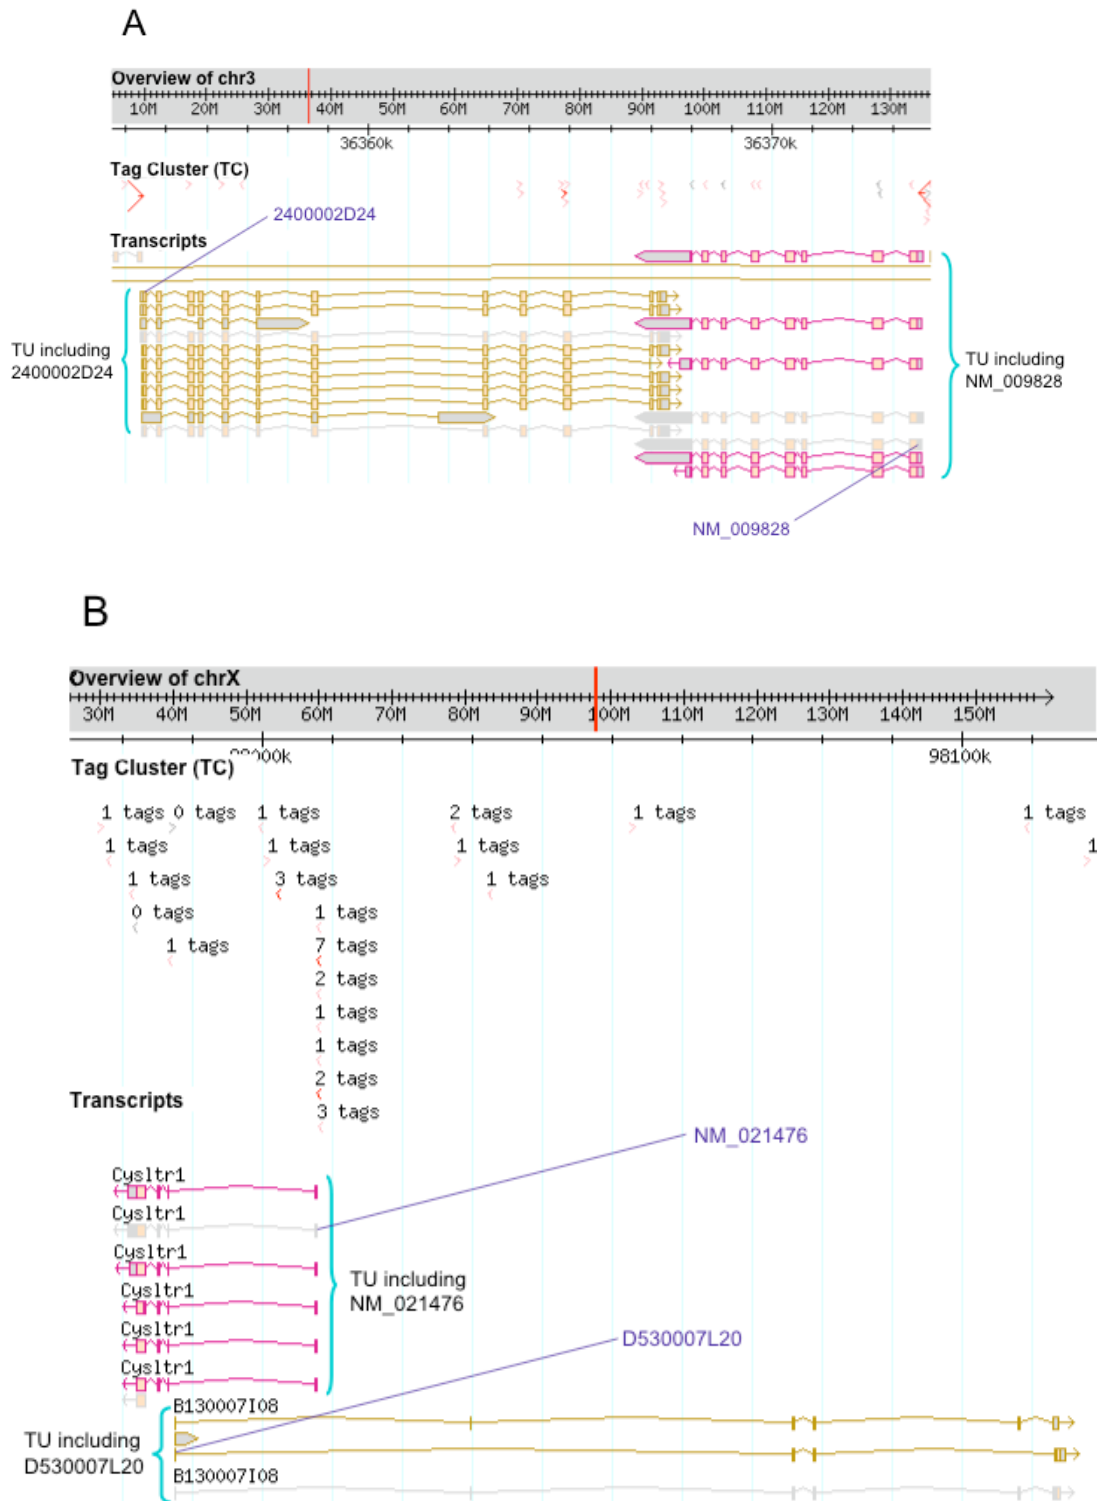 A
Overview of chr3
10M 20M 30M 40M 50M 60M 70M 80M 90M 100M 110M 120M 130M
36360k 36370k
Tag Cluster (TC)
2400002D24
Transcripts
TU including
2400002D24
TU including
NM_009828
NM_009828
B
Overview of chrX
30M 40M 50M 60M 70M 80M 90M 100M 110M 120M 130M 140M 150M
98100k
Tag Cluster (TC)
1 tags 0 tags 1 tags 2 tags 1 tags 1 tags
1 tags 1 tags 1 tags 1
1 tags 3 tags 1 tags
0 tags 1 tags
1 tags 7 tags
2 tags
1 tags
1 tags
2 tags
Transcripts 3 tags
NM_021476
Cysltr1
Cysltr1
Cysltr1
TU including
NM_021476
Cysltr1
Cysltr1
D530007L20
Cysltr1
B130007I08
TU including
D530007L20
B130007I08